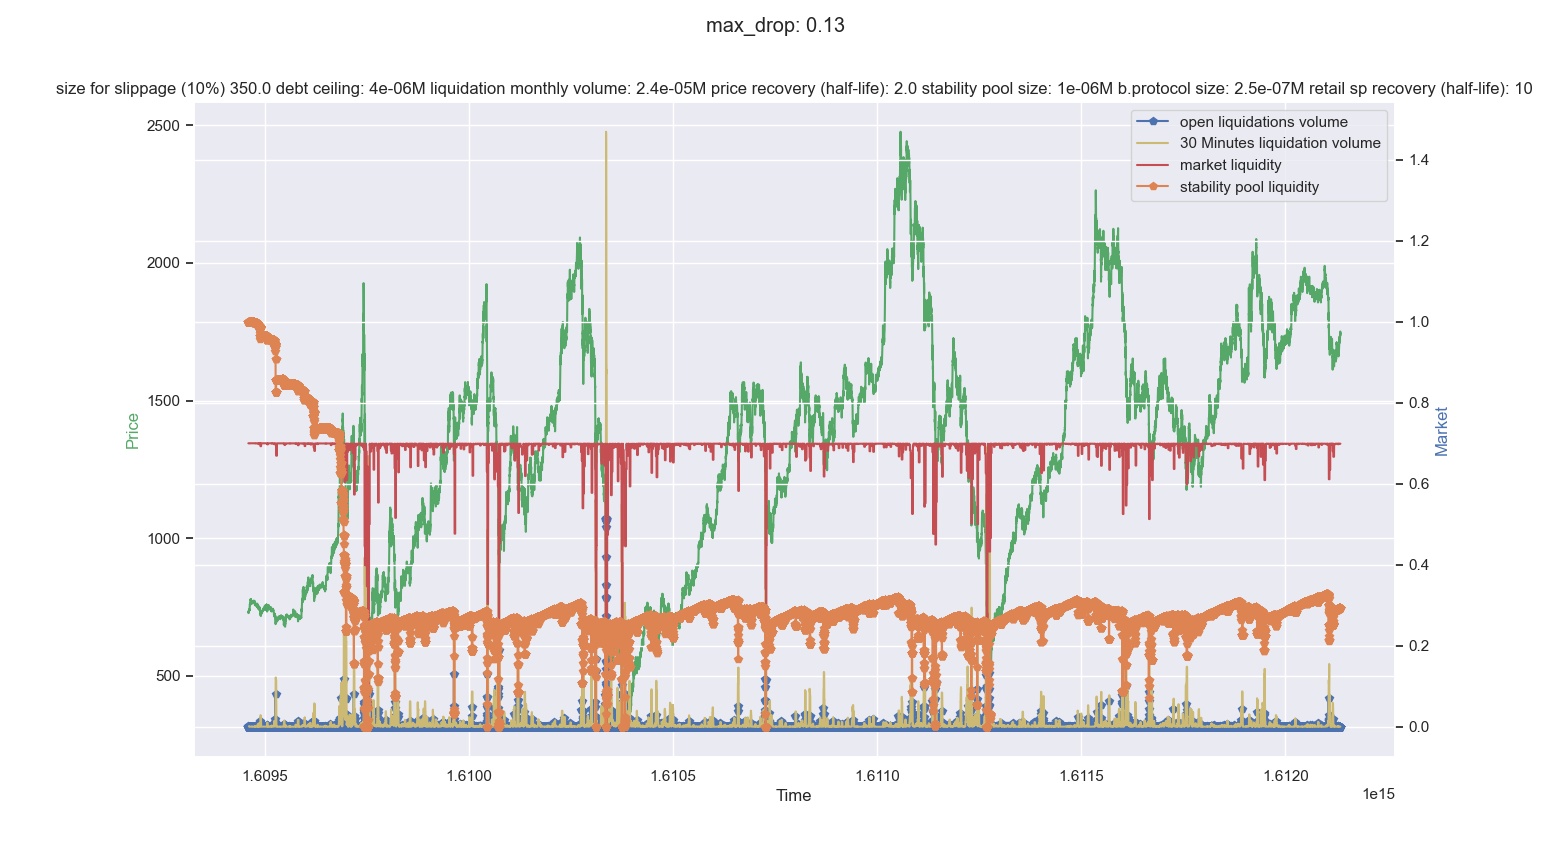 max_drop: 0.13
size for slippage (10%) 350.0 debt ceiling: 4e-06M liquidation monthly volume: 2.4e-05M price recovery (half-life): 2.0 stability pool size: 1e-06M b.protocol size: 2.5e-07M retail sp recovery (half-life): 10
open liquidations volume
30 Minutes liquidation volume
market liquidity
stability pool liquidity
2500
2000
1500
1000
500
Price
1.4
1.2
1.0
0.8
0.6
0.4
0.2
0.0
Market
1.6095 1.6100 1.6105 1.6110 1.6115 1.6120
1e15
Time